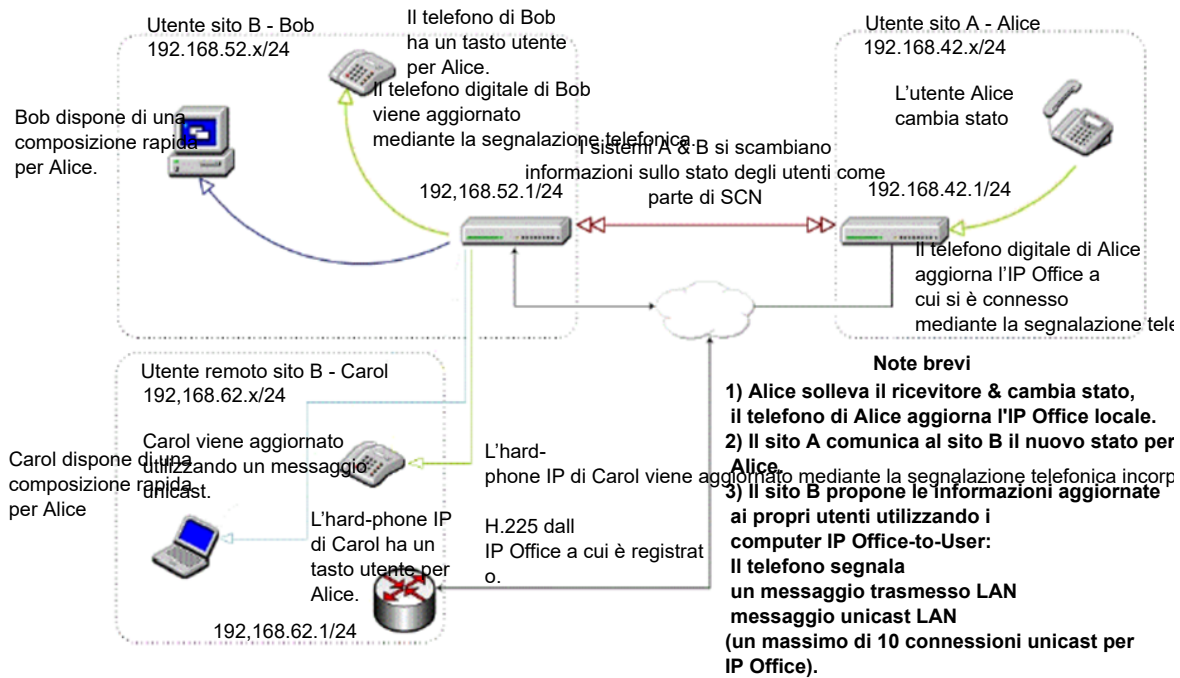 Utente sito B - Bob
192.168.52.x/24
Il telefono di Bob
ha un tasto utente
per Alice.
Il telefono digitale di Bob
viene aggiornato
mediante la segnalazione telefonica.
Bob dispone di una
composizione rapida
per Alice.
192,168.52.1/24
I sistemi A & B si scambiano
informazioni sullo stato degli utenti come
parte di SCN
Utente sito A - Alice
192.168.42.x/24
L'utente Alice
cambia stato
192.168.42.1/24
Il telefono digitale di Alice
aggiorna l'IP Office a
cui si è connesso
mediante la segnalazione tele
Utente remoto sito B - Carol
192,168.62.x/24
Carol viene aggiornato
utilizzando un messaggio
unicast.
Carol dispone di una
composizione rapida
per Alice
L'hard-phone IP
di Carol ha un
tasto utente per
Alice.
192,168.62.1/24
L'hard-
phone IP di Carol viene aggiornato mediante la segnalazione telefonica incorp
H.225 dall
IP Office a cui è registrat
o.
Note brevi
1) Alice solleva il ricevitore & cambia stato,
il telefono di Alice aggiorna l'IP Office locale.
2) Il sito A comunica al sito B il nuovo stato per
Alice.
3) Il sito B propone le informazioni aggiornate
ai propri utenti utilizzando i
computer IP Office-to-User:
Il telefono segnala
un messaggio trasmesso LAN
messaggio unicast LAN
(un massimo di 10 connessioni unicast per
IP Office).